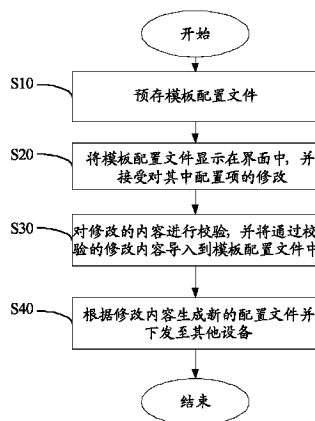 开始
S10
预存模板配置文件
S20
将模板配置文件显示在界面中，并
接受对其中配置项的修改
S30
对修改的内容进行校验，并将通过校
验的修改内容导入到模板配置文件中
S40
根据修改内容生成新的配置文件并
下发至其他设备
结束